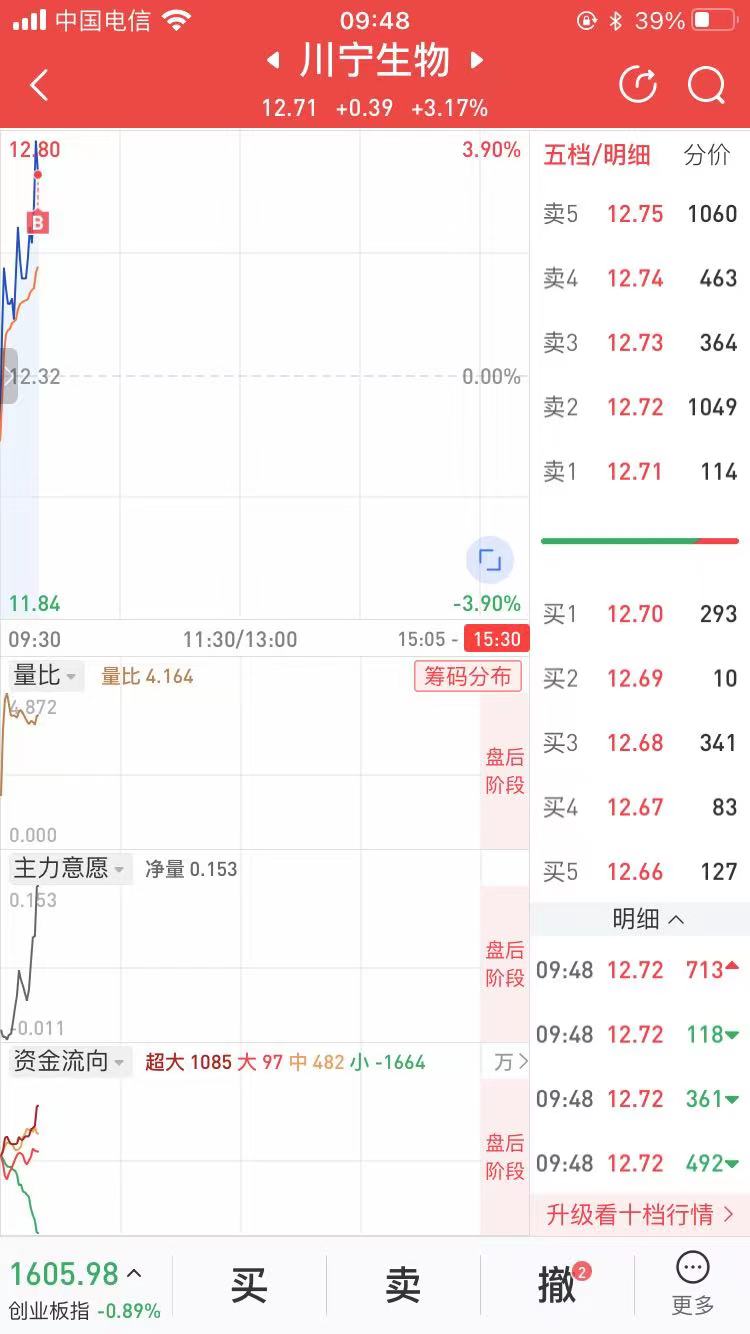 中国电信 09:48 39%
川宁生物
12.71 +0.39 +3.17%
12.80 3.90%
B
12.32 0.00%
11.84 -3.90%
09:30 11:30/13:00 15:05 - 15:30
量比 量比 4.164 筹码分布
4.872
盘后
阶段
0.000
主力意愿 净量 0.153
0.153
盘后
阶段
-0.011
资金流向 超大 1085 大 97 中 482 小 -1664 万
盘后
阶段
五档/明细 分价
卖5 12.75 1060
卖4 12.74 463
卖3 12.73 364
卖2 12.72 1049
卖1 12.71 114
买1 12.70 293
买2 12.69 10
买3 12.68 341
买4 12.67 83
买5 12.66 127
明细
09:48 12.72 713
09:48 12.72 118
09:48 12.72 361
09:48 12.72 492
升级看十档行情
1605.98
创业板指 -0.89%
买 卖 撤 2 更多